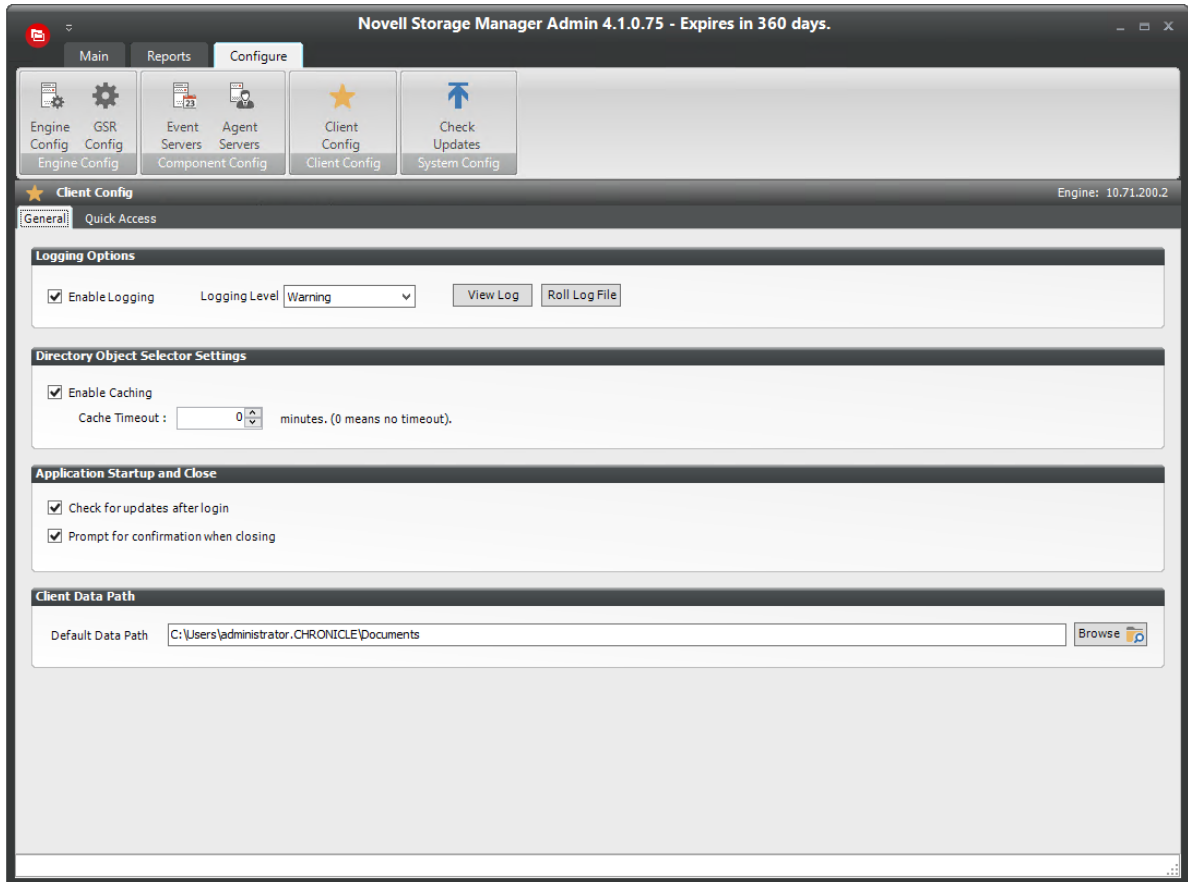 Novell Storage Manager Admin 4.1.0.75 - Expires in 360 days.
Main Reports Configure
Engine Config GSR Config Event Servers Agent Servers Client Config Check Updates
Engine Config Component Config Client Config System Config
Client Config Engine: 10.71.200.2
General Quick Access
Logging Options
Enable Logging Logging Level Warning View Log Roll Log File
Directory Object Selector Settings
Enable Caching
Cache Timeout : 0 minutes. (0 means no timeout).
Application Startup and Close
Check for updates after login
Prompt for confirmation when closing
Client Data Path
Default Data Path C:\Users\administrator.CHRONICLE\Documents Browse